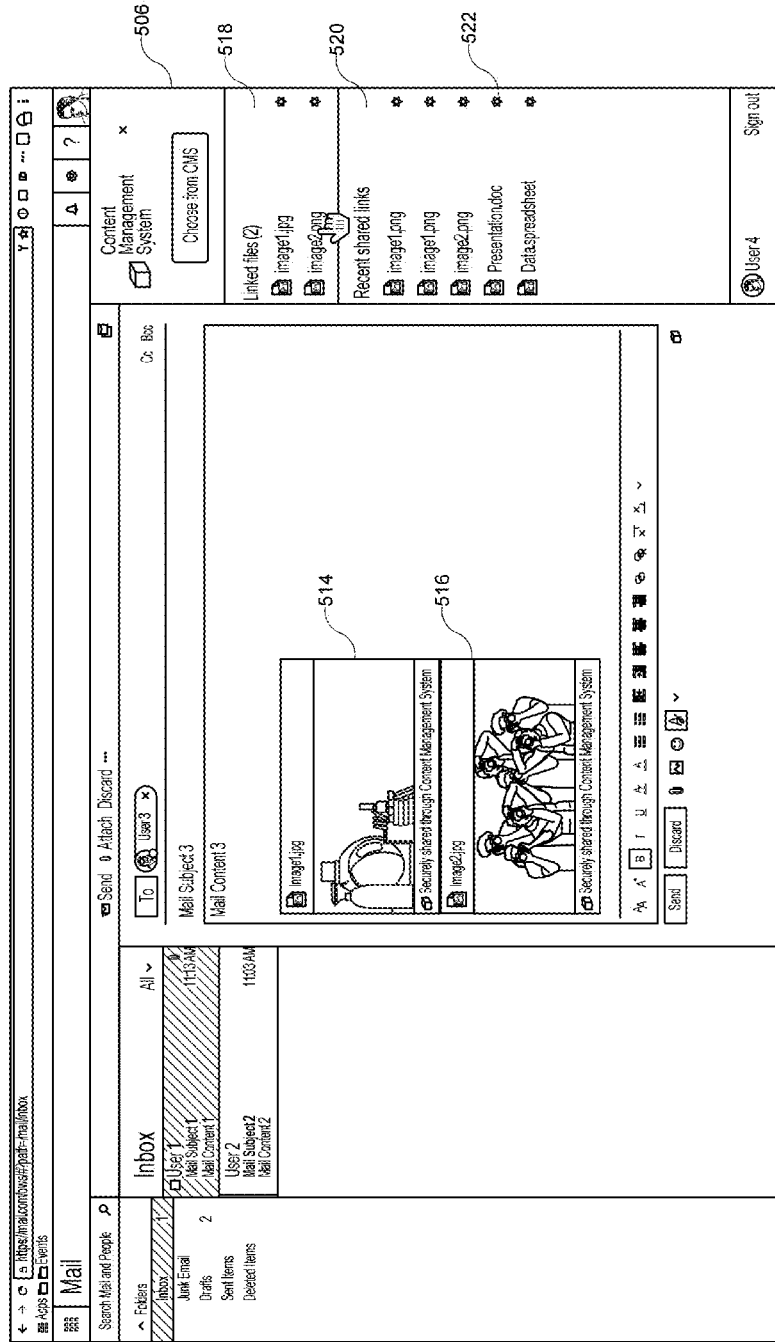 https://mail.com/owa/#?path=/mail/inbox
Apps Events
Mail
?
Search Mail and People
Folders
Inbox 1
Junk Email
Drafts 2
Sent Items
Deleted Items
Inbox All
User 1
Mail Subject 1 11:13 AM
Mail Content 1
User 2
Mail Subject 2 11:03 AM
Mail Content 2
Send Attach Discard ...
To User3 × Cc Bcc
Mail Subject 3
Mail Content 3
Image1.jpg
Securely shared through Content Management System
Image2.jpg
Securely shared through Content Management System
514
516
Send Discard
Content
Management
System ×
Choose from CMS
Linked files (2)
image1.jpg
image2.png
Recent shared links
image1.png
image1.png
image2.png
Presentation.doc
Data.spreadsheet
User 4 Sign out
506
518
520
522